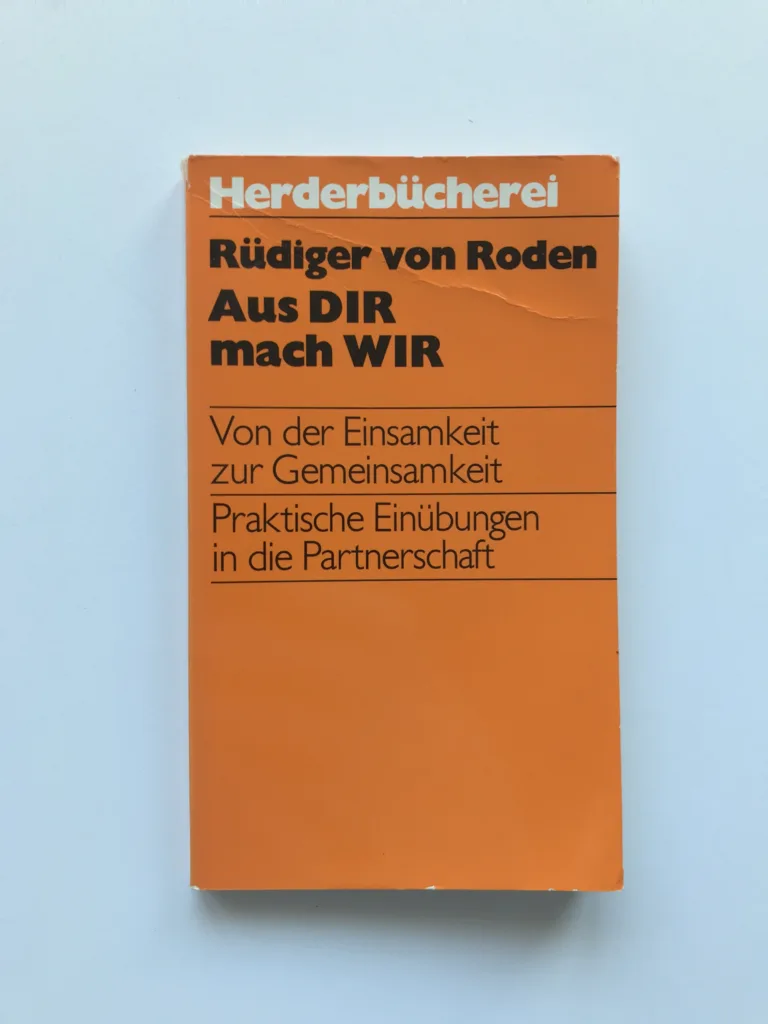 Herderbücherei
Rüdiger von Roden
Aus DIR
mach WIR
Von der Einsamkeit
zur Gemeinsamkeit
Praktische Einübungen
in die Partnerschaft